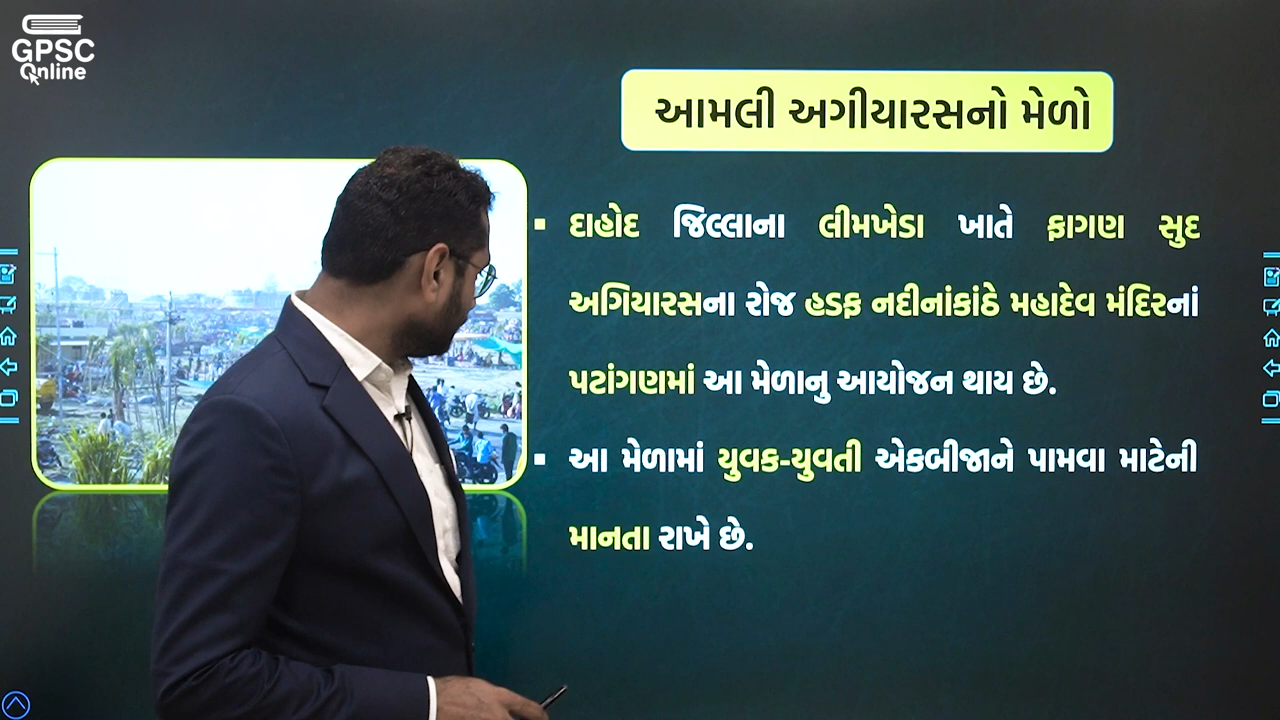 GPSC
Online
આમલી અગીયારસનો મેળો
▪ દાહોદ જિલ્લાના લીમખેડા ખાતે ફાગણ સુદ
અગિયારસના રોજ હડફ નદીનાંકાંઠે મહાદેવ મંદિરનાં
પટાંગણમાં આ મેળાનુ આયોજન થાય છે.
▪ આ મેળામાં યુવક-યુવતી એકબીજાને પામવા માટેની
માનતા રાખે છે.